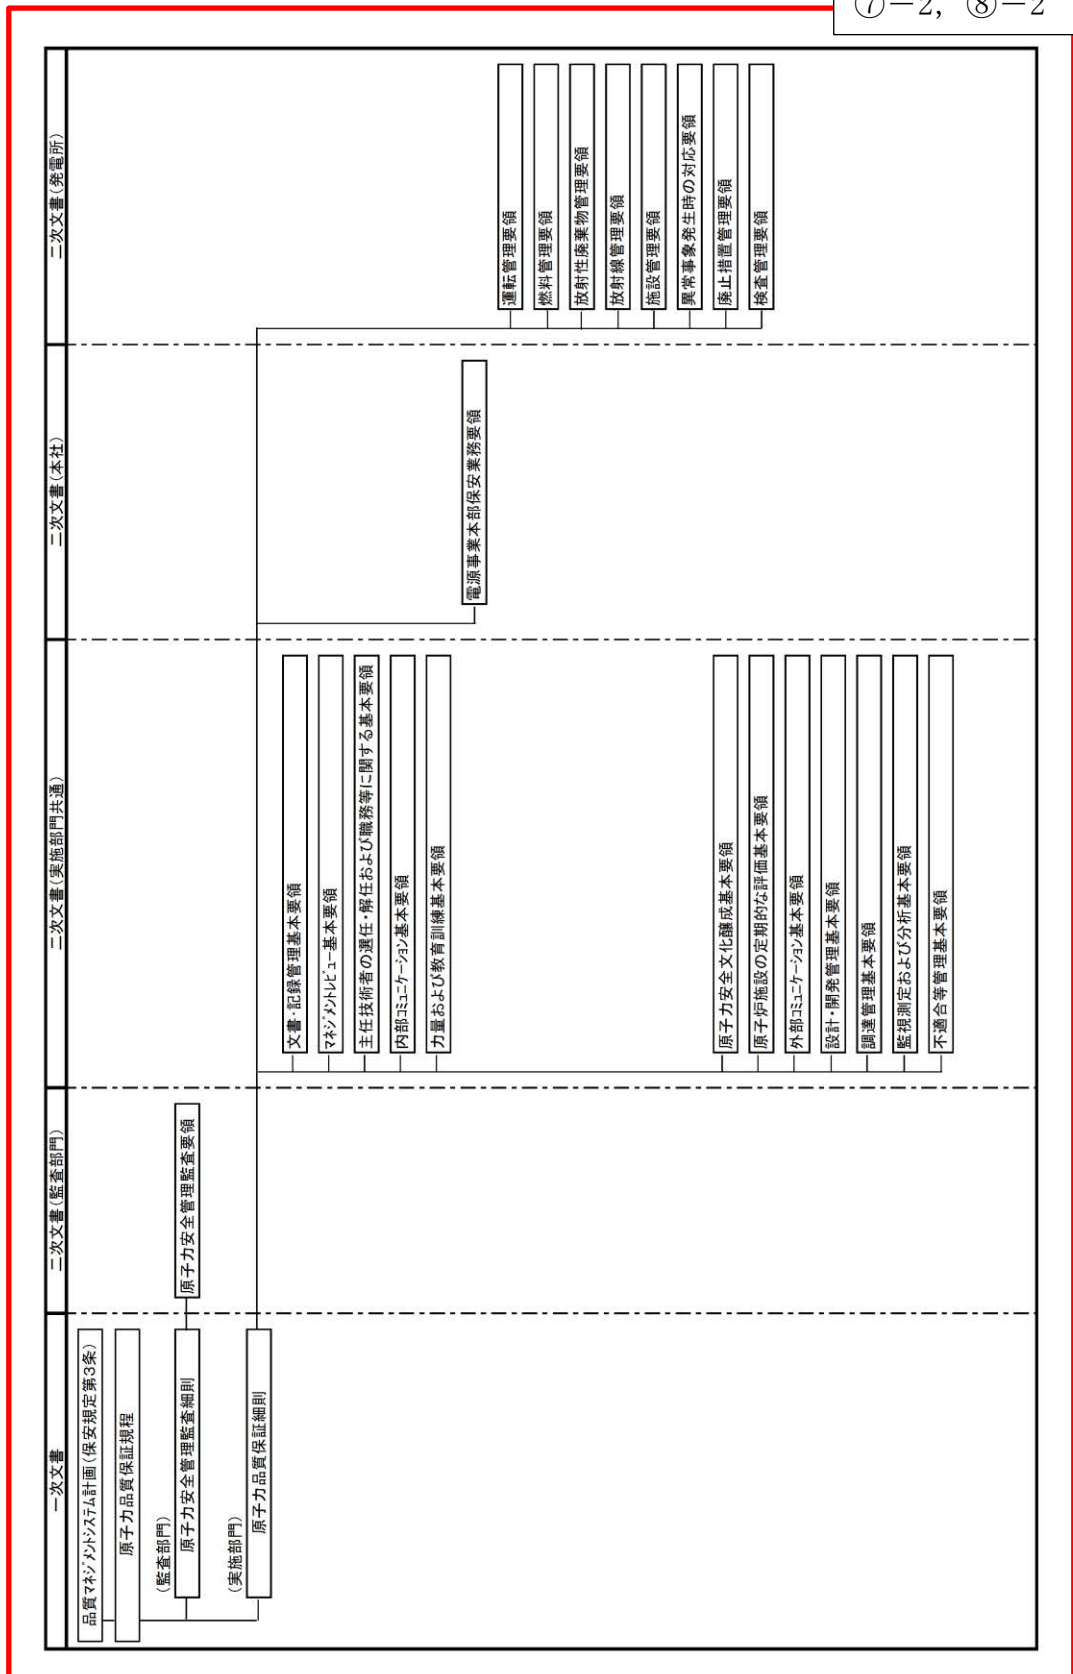 ⑦－2，⑧－2
一次文書
二次文書（監査部門）
二次文書（実施部門共通）
二次文書（本社）
二次文書（発電所）
品質マネジメントシステム計画（保安規定第3条）
原子力品質保証規程
（監査部門）
原子力安全管理監査細則
原子力安全管理監査要領
（実施部門）
原子力品質保証細則
文書・記録管理基本要領
マネジメントレビュー基本要領
主任技術者の選任・解任および職務等に関する基本要領
内部コミュニケーション基本要領
力量および教育訓練基本要領
電源事業本部保安業務要領
運転管理要領
燃料管理要領
放射性廃棄物管理要領
放射線管理要領
施設管理要領
異常事象発生時の対応要領
廃止措置管理要領
検査管理要領
原子力安全文化醸成基本要領
原子炉施設の定期的な評価基本要領
外部コミュニケーション基本要領
設計・開発管理基本要領
調達管理基本要領
監視測定および分析基本要領
不適合等管理基本要領